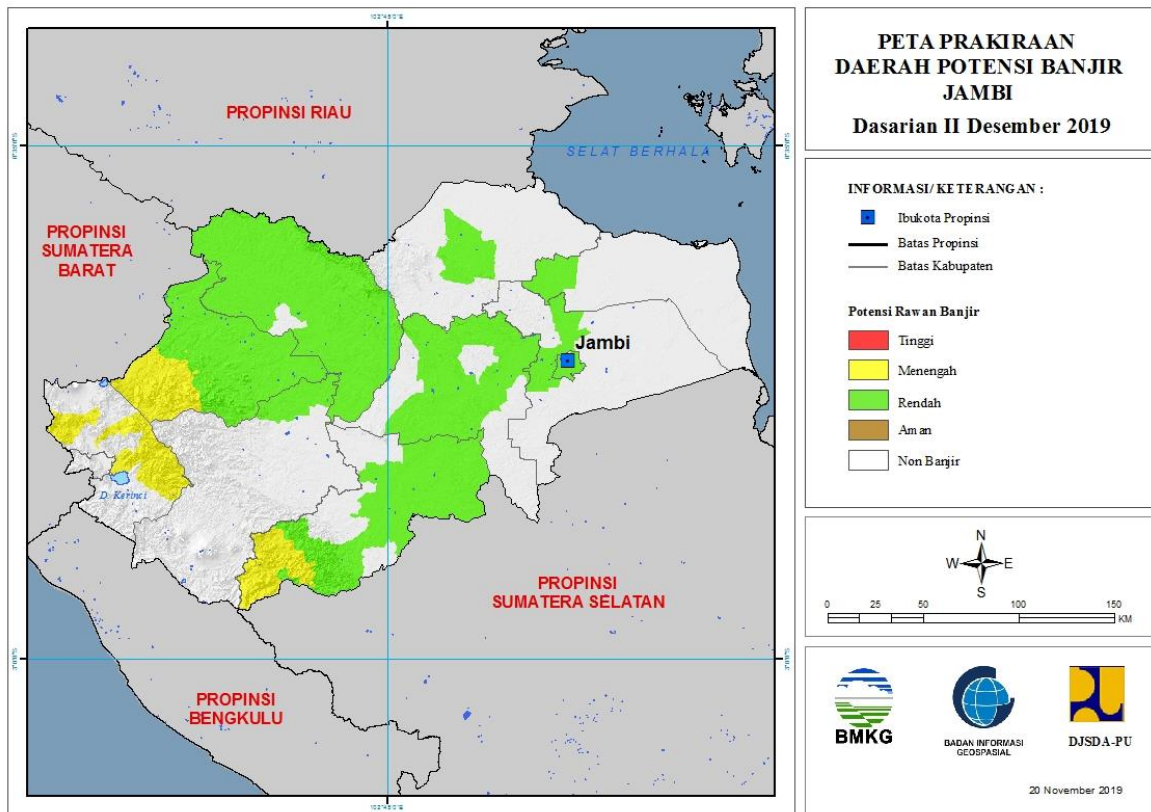 PETA PRAKIRAAN
DAERAH POTENSI BANJIR
JAMBI
Dasarian II Desember 2019
INFORMASI/KETERANGAN :
Ibukota Propinsi
Batas Propinsi
Batas Kabupaten
Potensi Rawan Banjir
Tinggi
Menengah
Rendah
Aman
Non Banjir
N
W E
S
0 25 50 100 150
KM
BMKG
BADAN INFORMASI
GEOSPASIAL
DJSDA-PU
20 November 2019
PROPINSI RIAU
SELAT BERHALA
PROPINSI
SUMATERA
BARAT
Jambi
D. Kerinci
PROPINSI
SUMATERA SELATAN
PROPINSI
BENGKULU